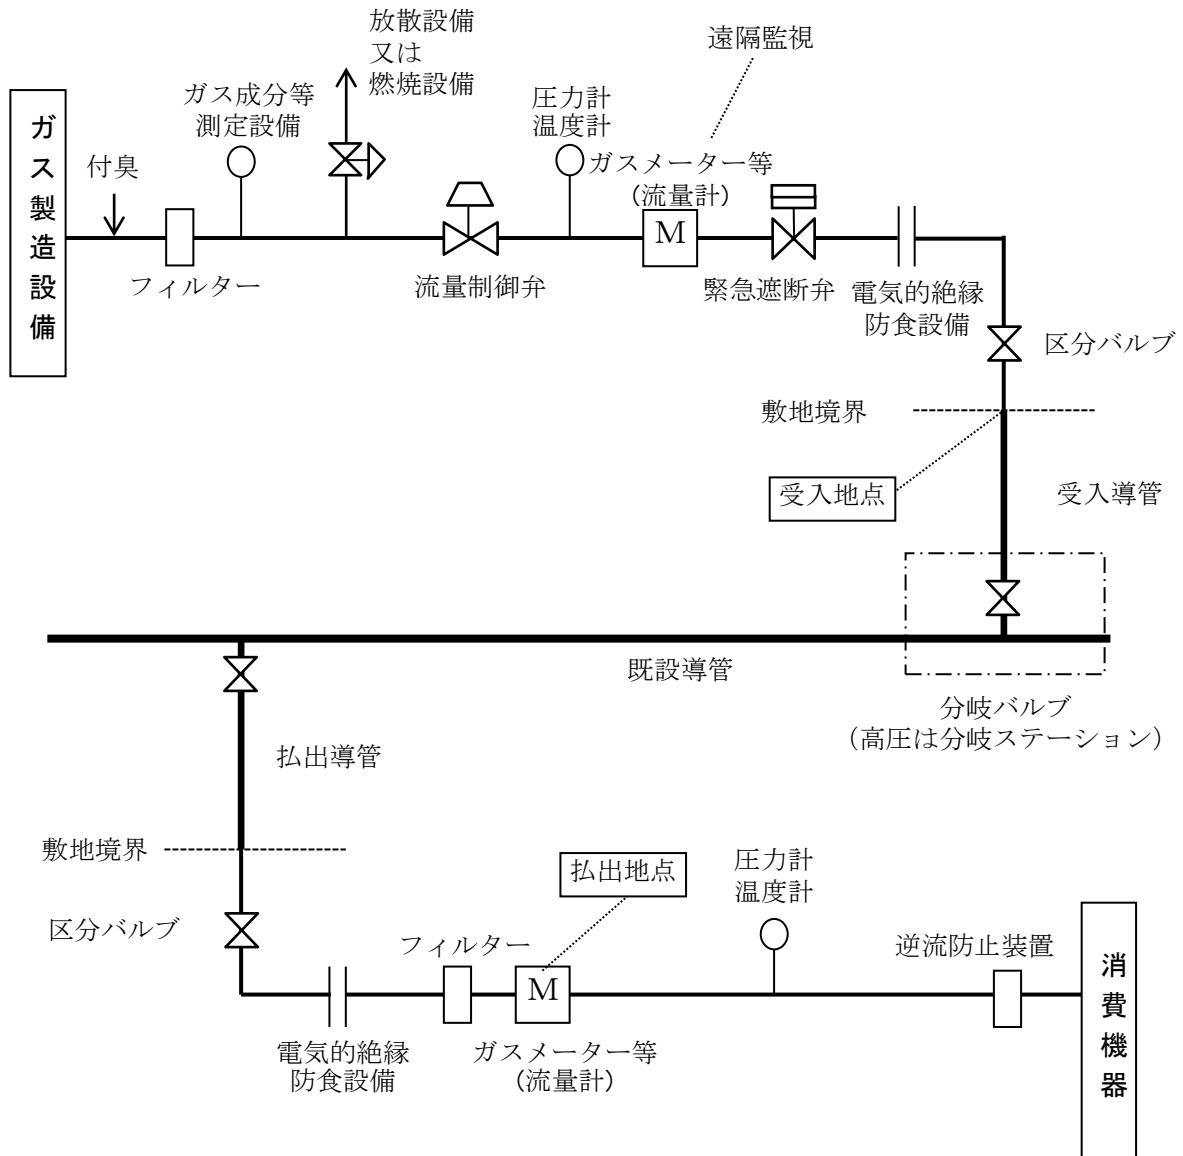 放散設備
又は
燃焼設備
遠隔監視
ガス成分等
測定設備
圧力計
温度計
ガス製造設備
付臭
ガスメーター等
(流量計)
M
フィルター
流量制御弁
緊急遮断弁
電気的絶縁
防食設備
区分バルブ
敷地境界
受入地点
受入導管
既設導管
分岐バルブ
（高圧は分岐ステーション）
払出導管
敷地境界
払出地点
圧力計
温度計
区分バルブ
フィルター
逆流防止装置
消費機器
M
電気的絶縁
防食設備
ガスメーター等
(流量計)